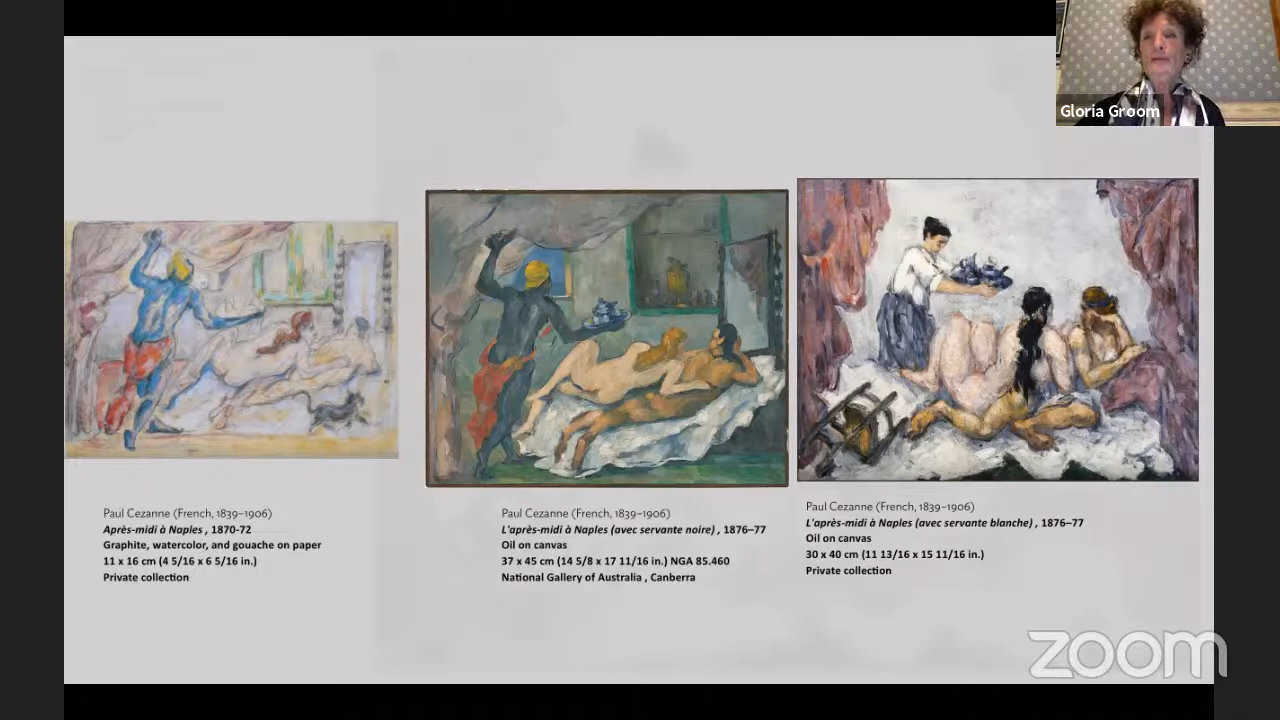 Gloria Groom
Paul Cezanne (French, 1839–1906)
Après-midi à Naples , 1870-72
Graphite, watercolor, and gouache on paper
11 x 16 cm (4 5/16 x 6 5/16 in.)
Private collection
Paul Cezanne (French, 1839–1906)
L'après-midi à Naples (avec servante noire) , 1876–77
Oil on canvas
37 x 45 cm (14 5/8 x 17 11/16 in.) NGA 85.460
National Gallery of Australia , Canberra
Paul Cezanne (French, 1839–1906)
L'après-midi à Naples (avec servante blanche) , 1876–77
Oil on canvas
30 x 40 cm (11 13/16 x 15 11/16 in.)
Private collection
zoom